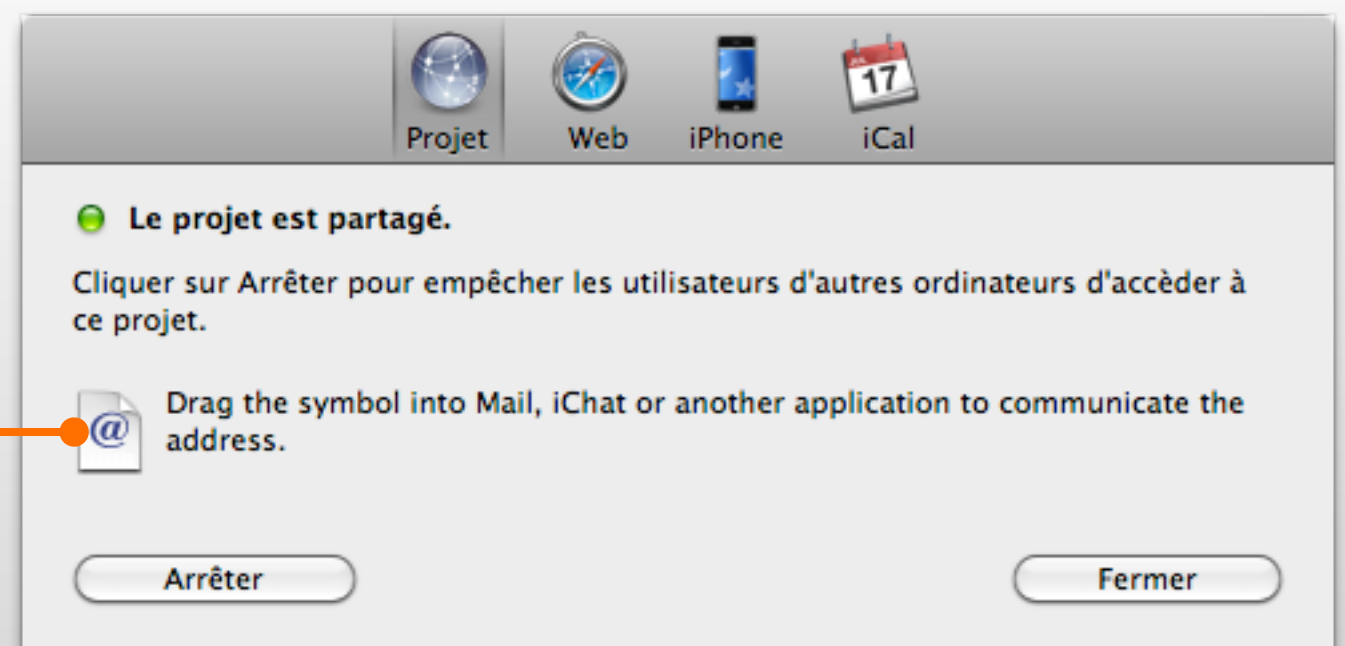 JUL
17
Projet Web iPhone iCal
Le projet est partagé.
Cliquer sur Arrêter pour empêcher les utilisateurs d'autres ordinateurs d'accèder à
ce projet.
@
Drag the symbol into Mail, iChat or another application to communicate the
address.
Arrêter Fermer